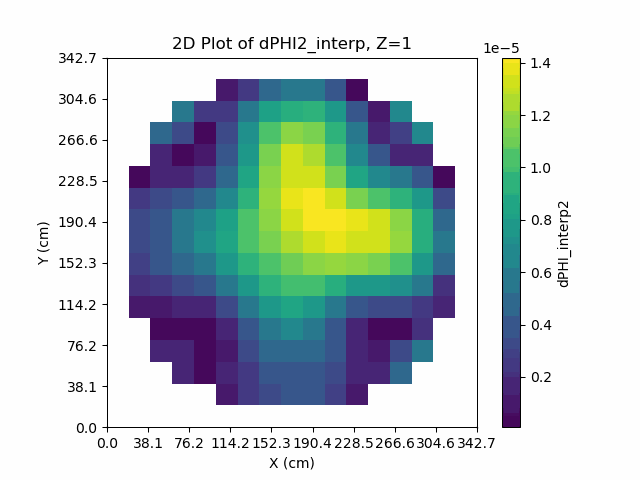 2D Plot of dPHI2_interp, Z=1
1e−5
342.7
304.6
266.6
228.5
190.4
152.3
114.2
76.2
38.1
0.0
Y (cm)
0.0 38.1 76.2 114.2 152.3 190.4 228.5 266.6 304.6 342.7
X (cm)
1.4
1.2
1.0
0.8
0.6
0.4
0.2
dPHI_interp2